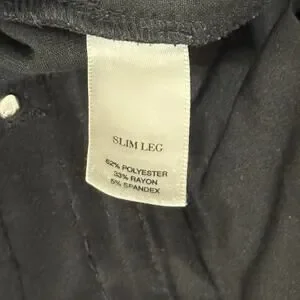 SLIM LEG
62% POLYESTER
33% RAYON
5% SPANDEX